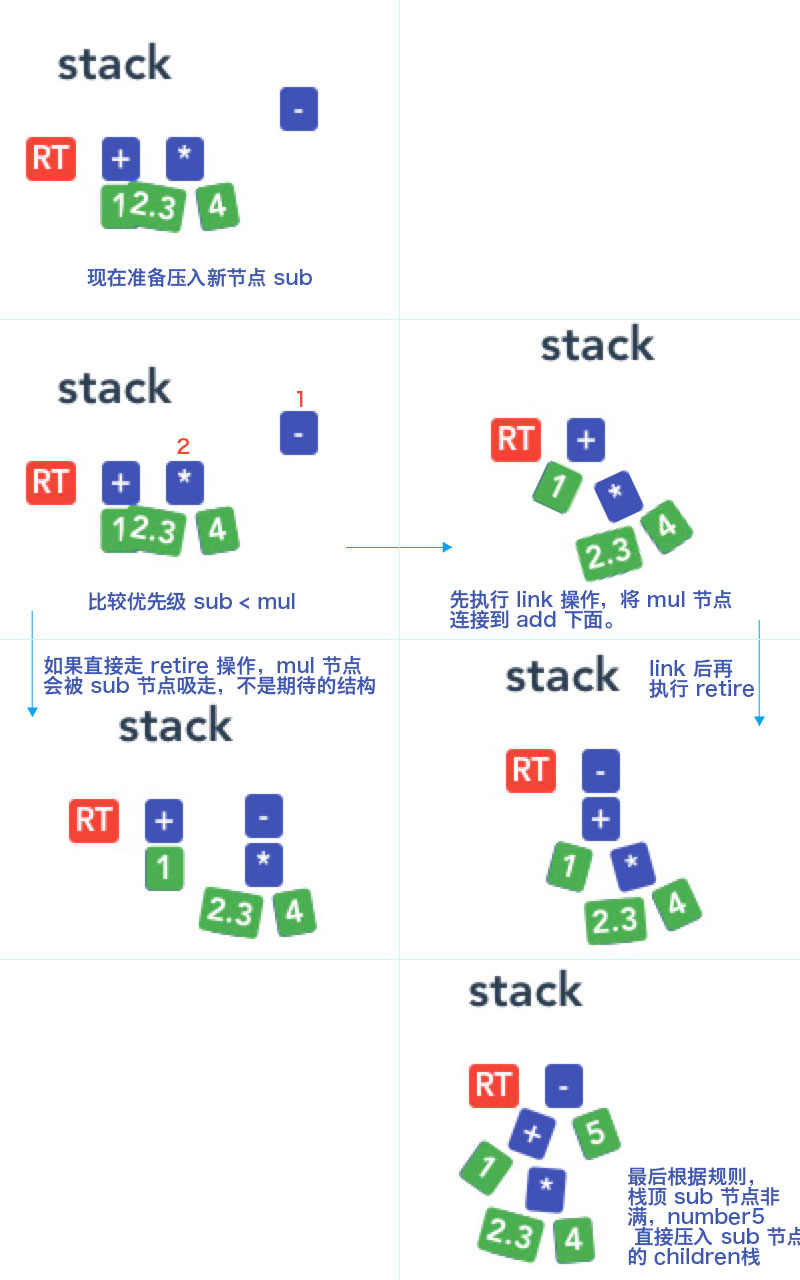 stack
-
RT + *
1 2.3 4
现在准备压入新节点 sub
stack
1
-
2
RT + *
1 2.3 4
比较优先级 sub < mul
stack
RT +
1 *
2.3 4
先执行 link 操作，将 mul 节点
连接到 add 下面。
如果直接走 retire 操作，mul 节点
会被 sub 节点吸走，不是期待的结构
stack
RT + -
1 *
2.3 4
link 后再
执行 retire
stack
RT -
+
1 *
2.3 4
stack
RT -
+ 5
1 *
2.3 4
最后根据规则，
栈顶 sub 节点非
满，number5
直接压入 sub 节点
的 children栈